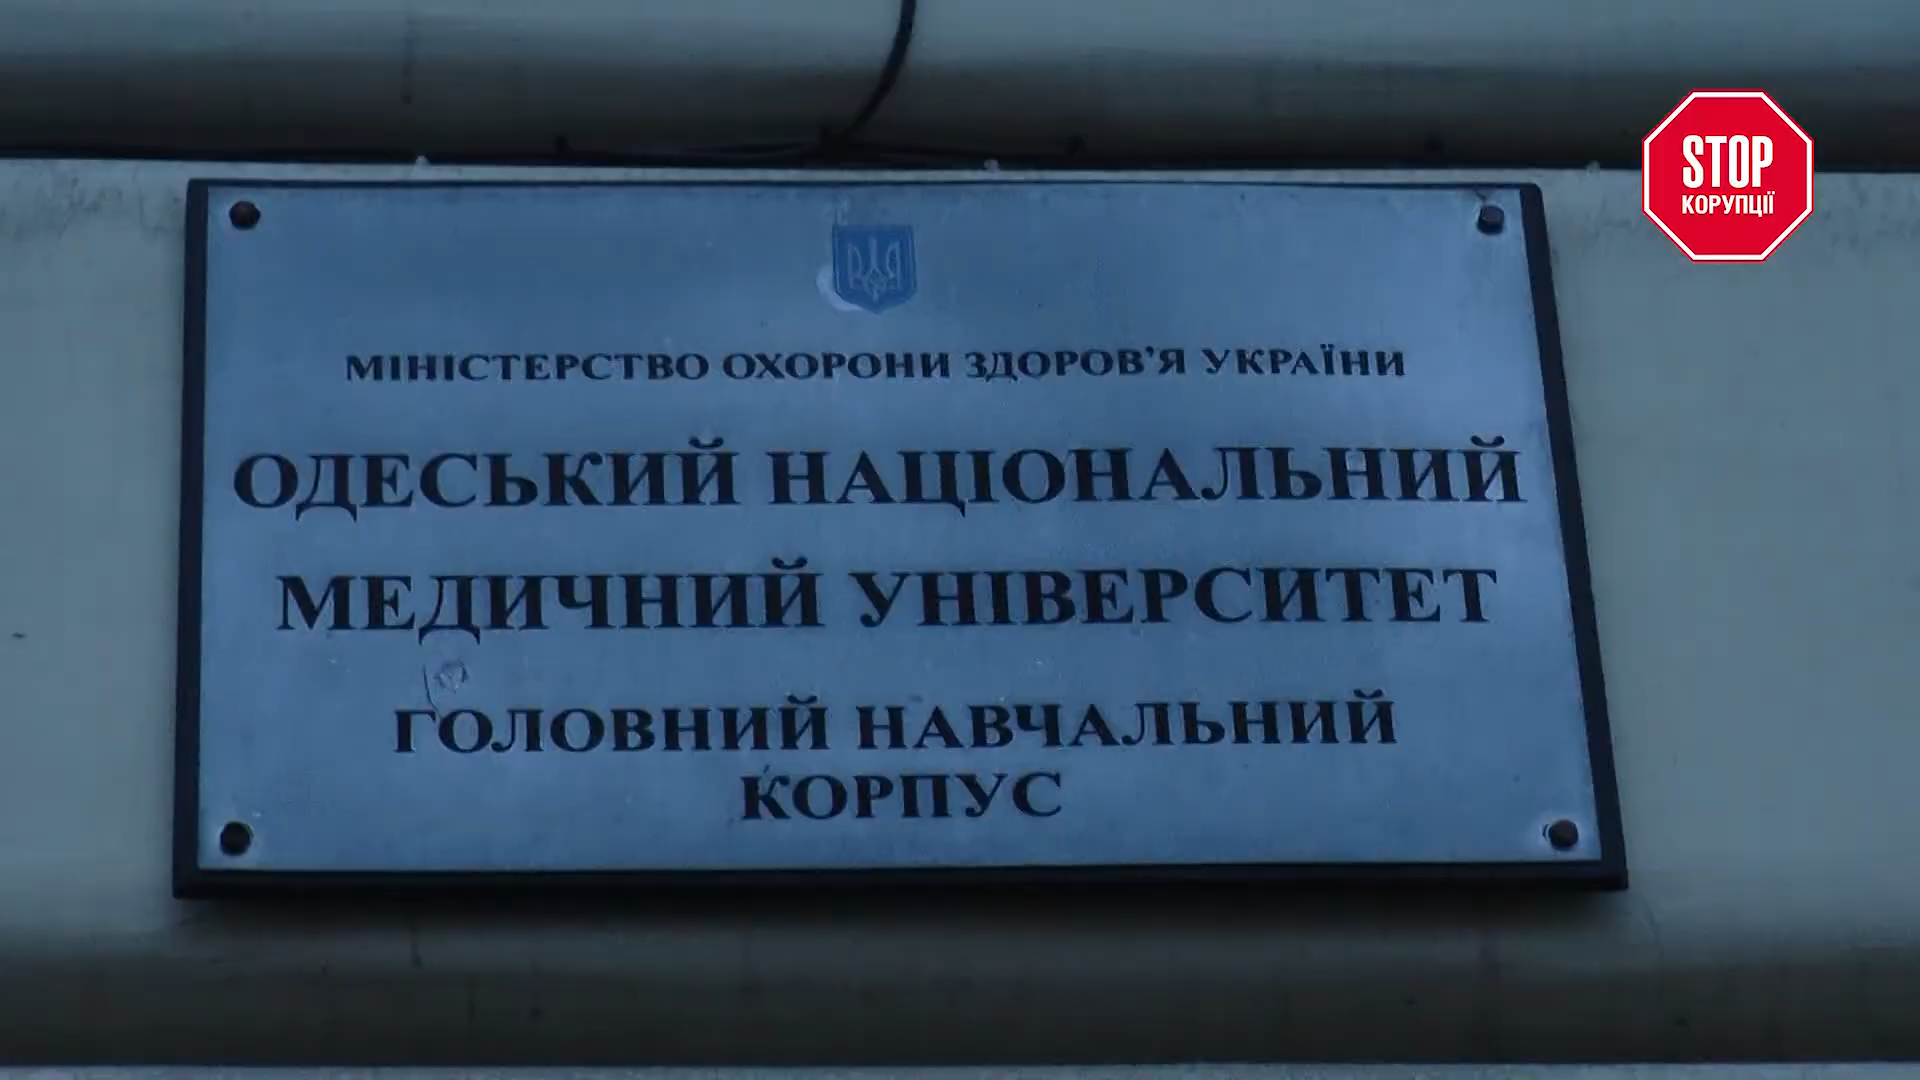 STOP
КОРУПЦІЇ
МІНІСТЕРСТВО ОХОРОНИ ЗДОРОВ'Я УКРАЇНИ
ОДЕСЬКИЙ НАЦІОНАЛЬНИЙ
МЕДИЧНИЙ УНІВЕРСИТЕТ
ГОЛОВНИЙ НАВЧАЛЬНИЙ
КОРПУС